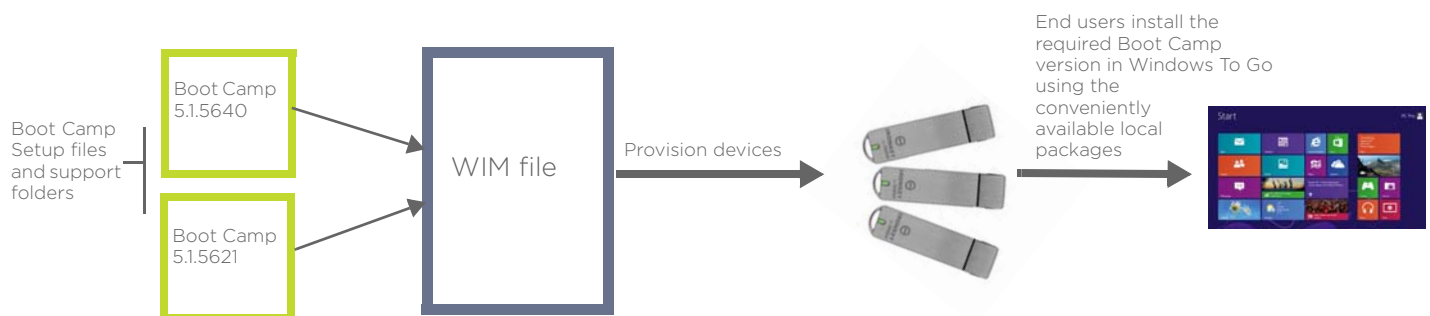 Boot Camp
Setup files
and support
folders
Boot Camp
5.1.5640
Boot Camp
5.1.5621
WIM file
Provision devices
End users install the
required Boot Camp
version in Windows To Go
using the
conveniently
available local
packages
Start